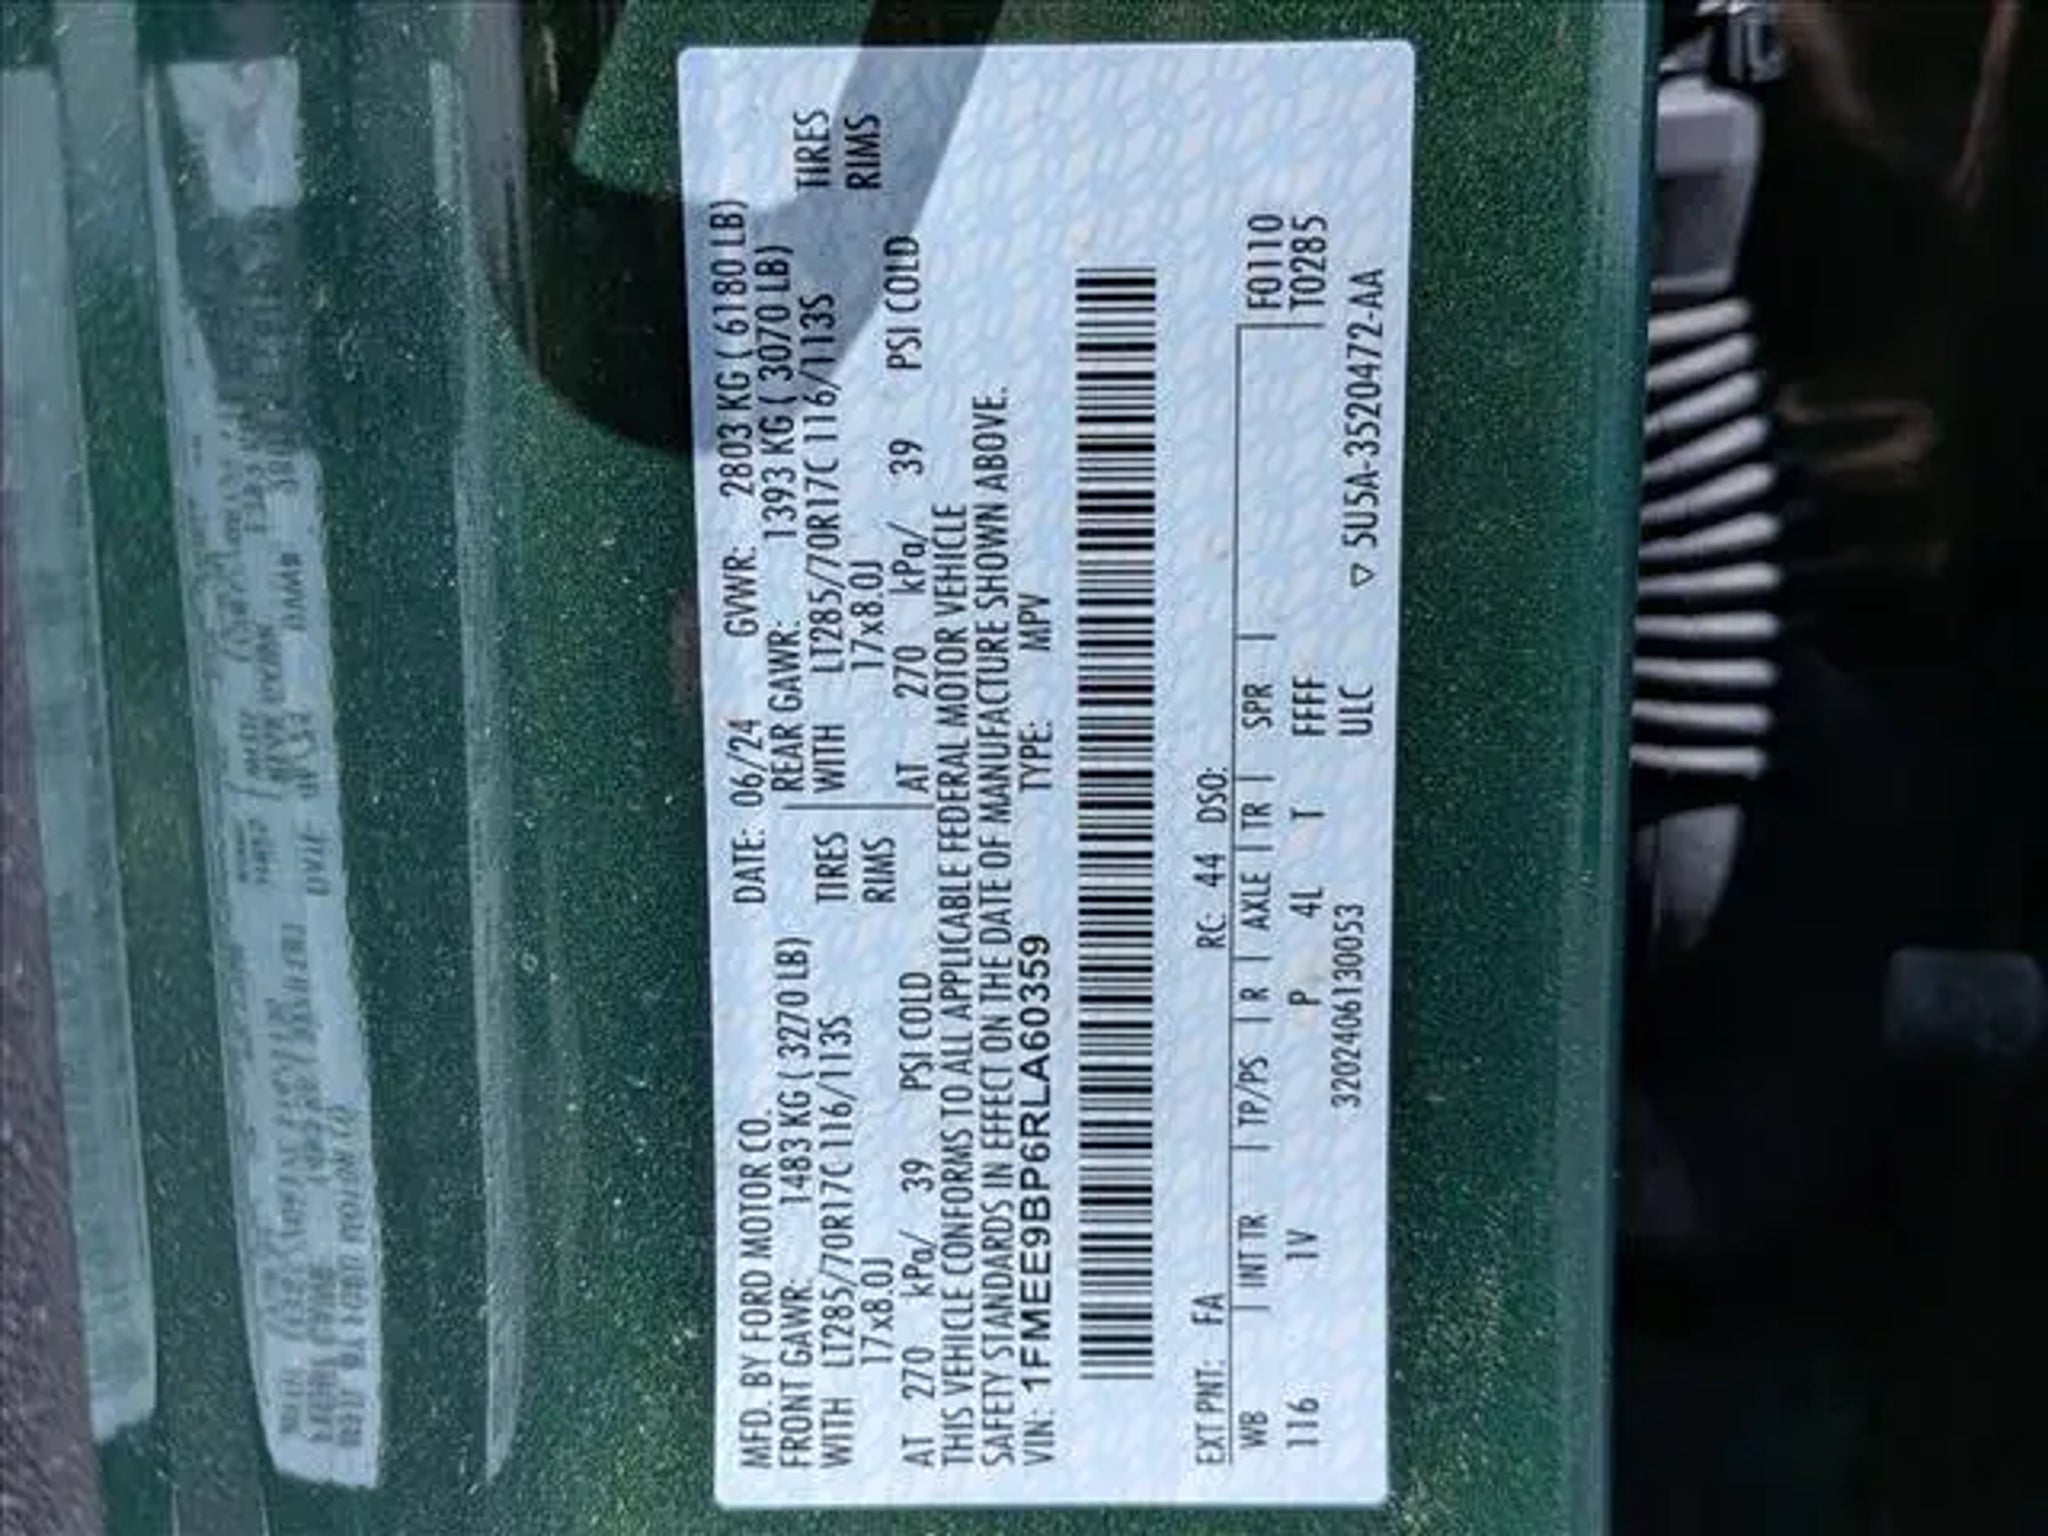 MFD. BY FORD MOTOR CO. DATE: 06/24 GVWR: 2803 KG ( 6180 LB)
FRONT GAWR: 1483 KG ( 3270 LB) REAR GAWR: 1393 KG ( 3070 LB)
WITH LT285/70R17C 116/113S TIRES WITH LT285/70R17C 116/113S TIRES
17x8.0J RIMS 17x8.0J RIMS
AT 270 kPa/ 39 PSI COLD AT 270 kPa/ 39 PSI COLD
THIS VEHICLE CONFORMS TO ALL APPLICABLE FEDERAL MOTOR VEHICLE
SAFETY STANDARDS IN EFFECT ON THE DATE OF MANUFACTURE SHOWN ABOVE.
VIN: 1FMEE9BP6RLA60359 TYPE: MPV
EXT PNT: FA RC: 44 DSO:
WB | INT TR | TP/PS | R | AXLE | TR | SPR | F0110
116 1V P 4L T FFFF T0285
3202406130053 ULC ▽ 5U5A-3520472-AA